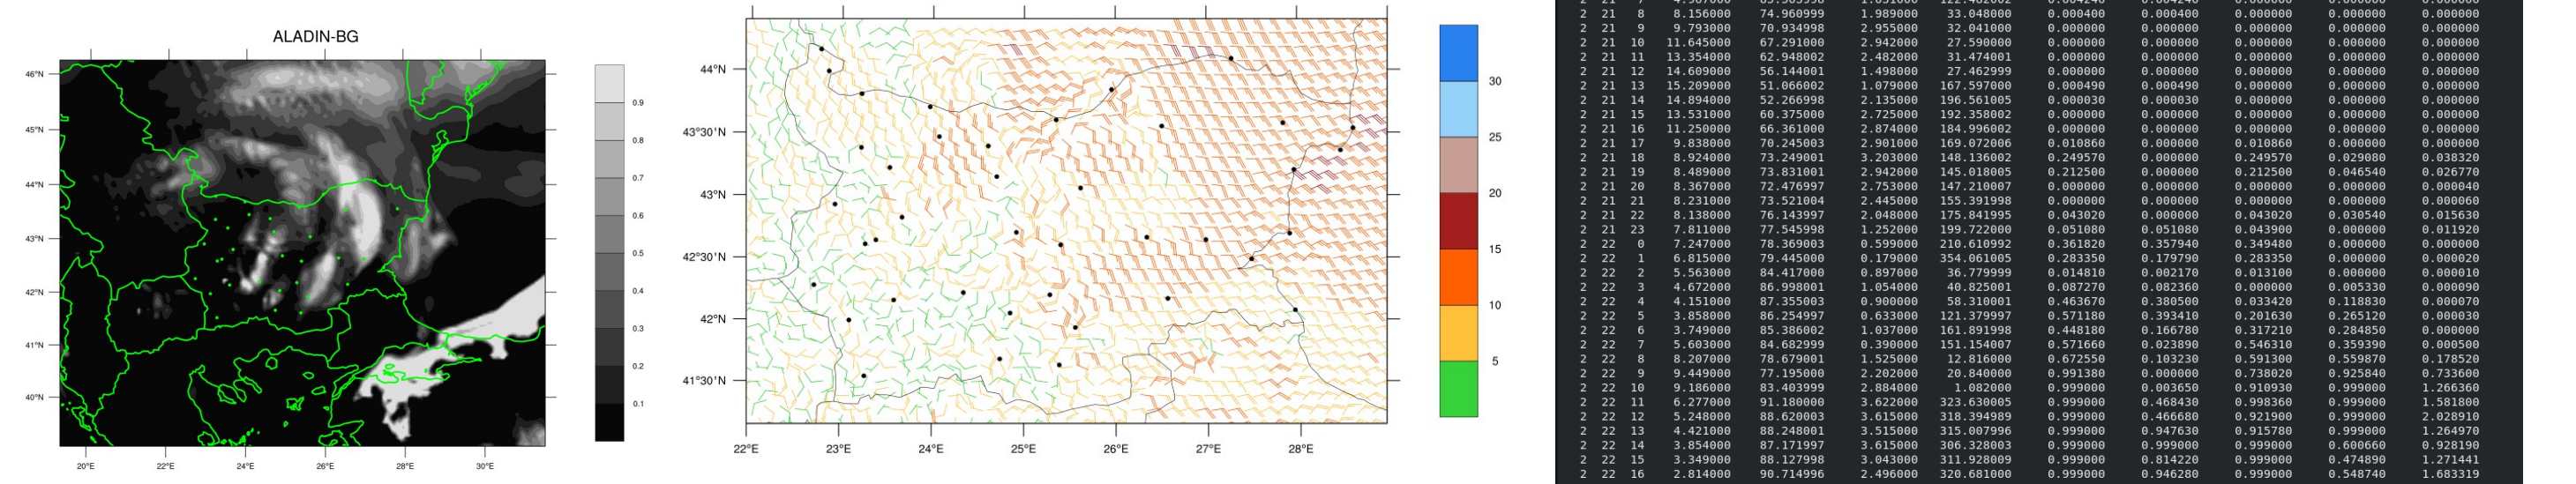 ALADIN-BG
46°N
45°N
44°N
43°N
42°N
41°N
40°N
20°E 22°E 24°E 26°E 28°E 30°E
0.9
0.8
0.7
0.6
0.5
0.4
0.3
0.2
0.1
44°N
43°30'N
43°N
42°30'N
42°N
41°30'N
22°E 23°E 24°E 25°E 26°E 27°E 28°E
30
25
20
15
10
5
2 21 8 8.156000 74.960999 1.989000 33.048000 0.000400 0.000400 0.000000 0.000000 0.000000
2 21 9 9.793000 70.934998 2.955000 32.041000 0.000000 0.000000 0.000000 0.000000 0.000000
2 21 10 11.645000 67.291000 2.942000 27.590000 0.000000 0.000000 0.000000 0.000000 0.000000
2 21 11 13.354000 62.948002 2.482000 31.474001 0.000000 0.000000 0.000000 0.000000 0.000000
2 21 12 14.609000 56.144001 1.498000 27.462999 0.000000 0.000000 0.000000 0.000000 0.000000
2 21 13 15.209000 51.066002 1.079000 167.597000 0.000490 0.000490 0.000000 0.000000 0.000000
2 21 14 14.894000 52.266998 2.135000 196.561005 0.000030 0.000030 0.000000 0.000000 0.000000
2 21 15 13.531000 60.375000 2.725000 192.358002 0.000000 0.000000 0.000000 0.000000 0.000000
2 21 16 11.250000 66.361000 2.874000 184.996002 0.000000 0.000000 0.000000 0.000000 0.000000
2 21 17 9.838000 70.245003 2.901000 169.072006 0.010860 0.000000 0.010860 0.000000 0.000000
2 21 18 8.924000 73.249001 3.203000 148.136002 0.249570 0.000000 0.249570 0.029080 0.038320
2 21 19 8.489000 73.831001 2.942000 145.018005 0.212500 0.000000 0.212500 0.046540 0.026770
2 21 20 8.367000 72.476997 2.753000 147.210007 0.000000 0.000000 0.000000 0.000000 0.000040
2 21 21 8.231000 73.521004 2.445000 155.391998 0.000000 0.000000 0.000000 0.000000 0.000060
2 21 22 8.138000 76.143997 2.048000 175.841995 0.043020 0.000000 0.043020 0.030540 0.015630
2 21 23 7.811000 77.545998 1.252000 199.722000 0.051080 0.051080 0.043900 0.000000 0.011920
2 22 0 7.247000 78.369003 0.599000 210.610992 0.361820 0.357940 0.349480 0.000000 0.000000
2 22 1 6.815000 79.445000 0.179000 354.061005 0.283350 0.179790 0.283350 0.000000 0.000020
2 22 2 5.563000 84.417000 0.897000 36.779999 0.014810 0.002170 0.013100 0.000000 0.000010
2 22 3 4.672000 86.998001 1.054000 40.825001 0.087270 0.082360 0.000000 0.005330 0.000090
2 22 4 4.151000 87.355003 0.900000 58.310001 0.463670 0.380500 0.033420 0.118830 0.000070
2 22 5 3.858000 86.254997 0.633000 121.379997 0.571180 0.393410 0.201630 0.265120 0.000030
2 22 6 3.749000 85.386002 1.037000 161.891998 0.448180 0.166780 0.317210 0.284850 0.000000
2 22 7 5.603000 84.682999 0.390000 151.154007 0.571660 0.023890 0.546310 0.359390 0.000500
2 22 8 8.207000 78.679001 1.525000 12.816000 0.672550 0.103230 0.591300 0.559870 0.178520
2 22 9 9.449000 77.195000 2.202000 20.840000 0.991380 0.000000 0.738020 0.925840 0.733600
2 22 10 9.186000 83.403999 2.884000 1.082000 0.999000 0.003650 0.910930 0.999000 1.266360
2 22 11 6.277000 91.180000 3.622000 323.630005 0.999000 0.468430 0.998360 0.999000 1.581800
2 22 12 5.248000 88.620003 3.615000 318.394989 0.999000 0.466680 0.921900 0.999000 2.028910
2 22 13 4.421000 88.248001 3.515000 315.007996 0.999000 0.947630 0.915780 0.999000 1.264970
2 22 14 3.854000 87.171997 3.615000 306.328003 0.999000 0.999000 0.999000 0.600660 0.928190
2 22 15 3.349000 88.127998 3.043000 311.928009 0.999000 0.814220 0.999000 0.474890 1.271441
2 22 16 2.814000 90.714996 2.496000 320.681000 0.999000 0.946280 0.999000 0.548740 1.683319